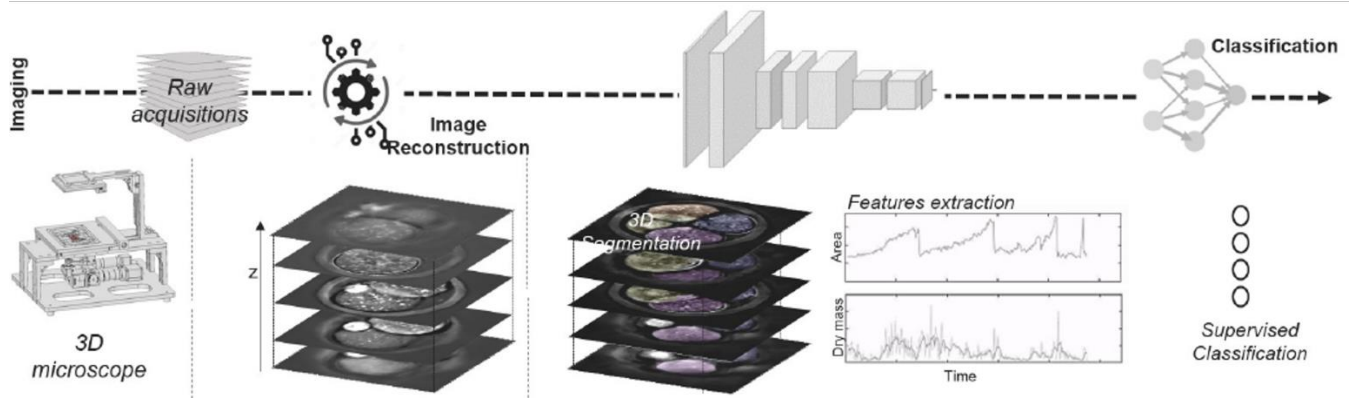 Imaging
Raw
acquisitions
Image
Reconstruction
Classification
3D
microscope
z
3D
Segmentation
Features extraction
Area
Dry mass
Time
Supervised
Classification